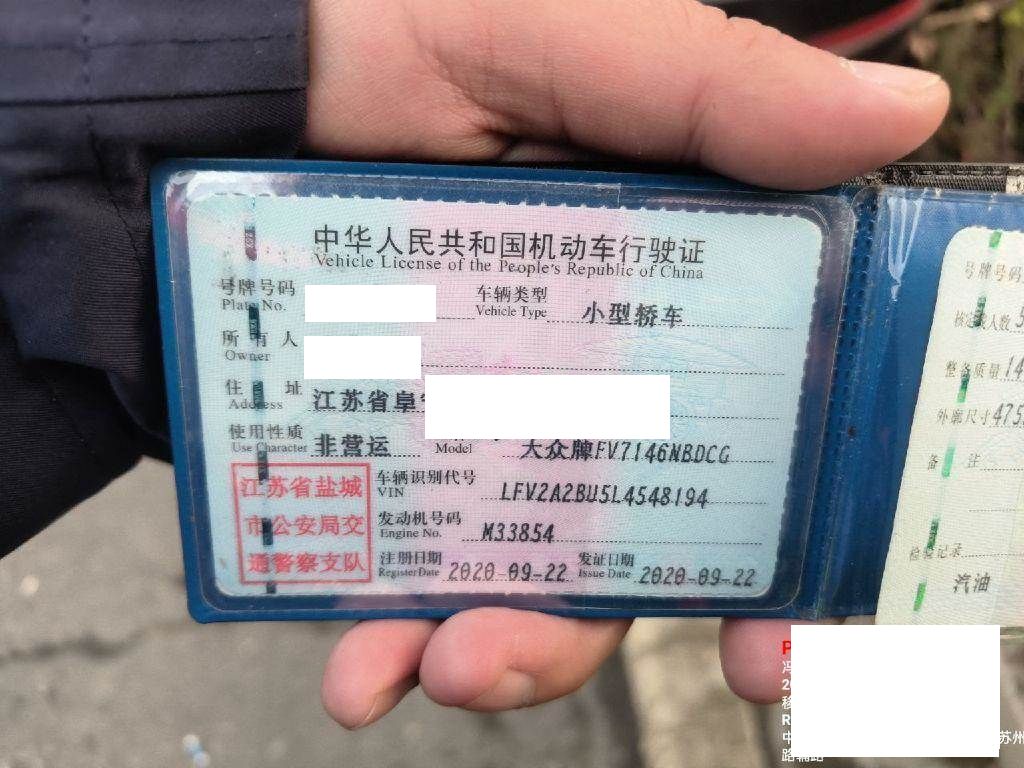 中华人民共和国机动车行驶证
Vehicle License of the People's Republic of China
号牌号码
Plate No.
车辆类型 小型轿车
Vehicle Type
所有人
Owner
住址 江苏省阜
Address
使用性质 非营运
Use Character
Model 大众牌FV7146NBDCG
江苏省盐城
市公安局交
通警察支队
车辆识别代号
VIN LFV2A2BU5L4548194
发动机号码
Engine No. M33854
注册日期 2020-09-22
Register Date
发证日期 2020-09-22
Issue Date
号牌号码
核定载人数 5
整备质量 14
外廓尺寸 475
备注
检验记录
汽油
苏州